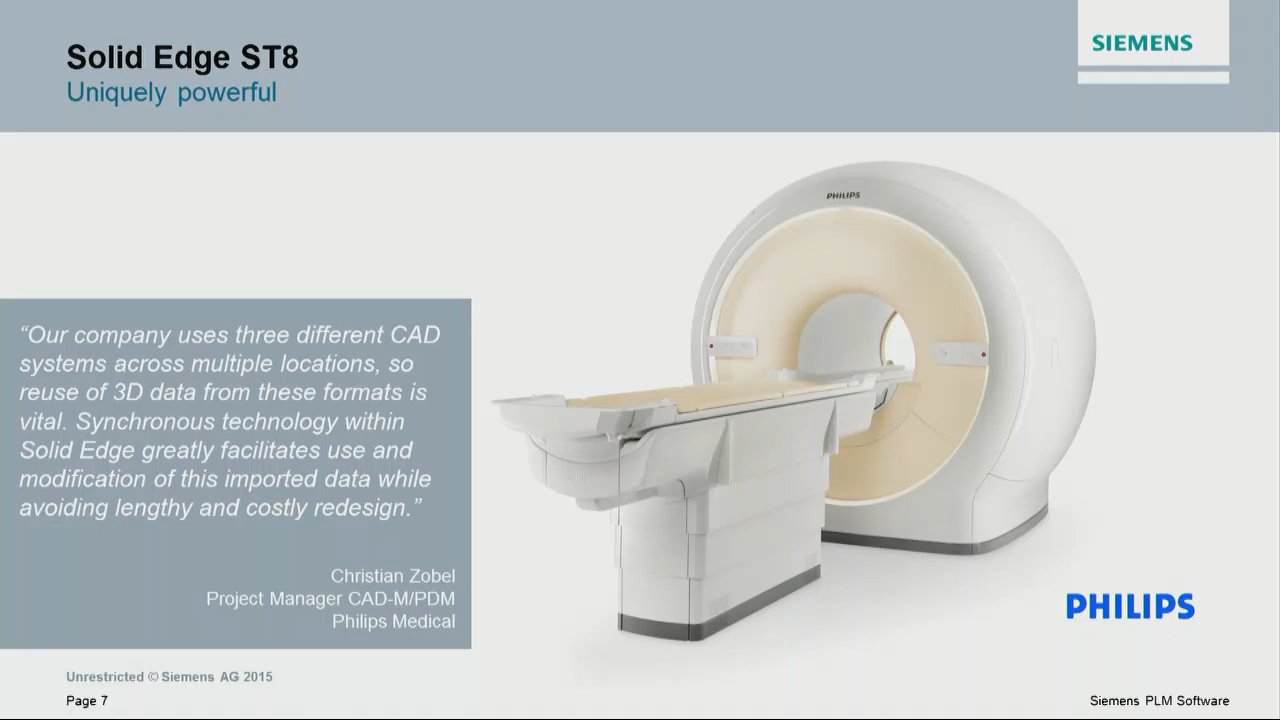 Solid Edge ST8
Uniquely powerful
SIEMENS
PHILIPS
“Our company uses three different CAD
systems across multiple locations, so
reuse of 3D data from these formats is
vital. Synchronous technology within
Solid Edge greatly facilitates use and
modification of this imported data while
avoiding lengthy and costly redesign.”
Christian Zobel
Project Manager CAD-M/PDM
Philips Medical
PHILIPS
Unrestricted © Siemens AG 2015
Page 7
Siemens PLM Software